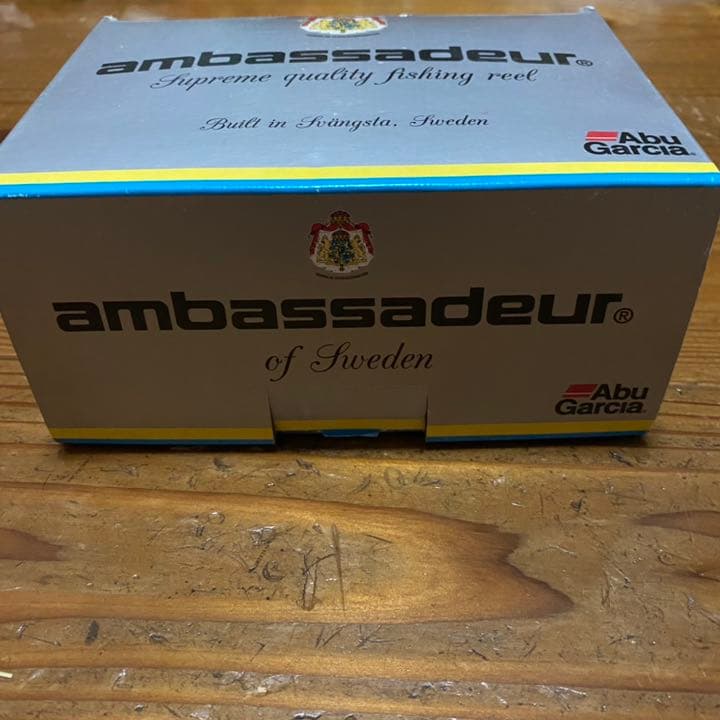 ambassadeur®
Supreme quality fishing reel
Built in Svängsta, Sweden
Abu
Garcia
ambassadeur®
of Sweden
Abu
Garcia